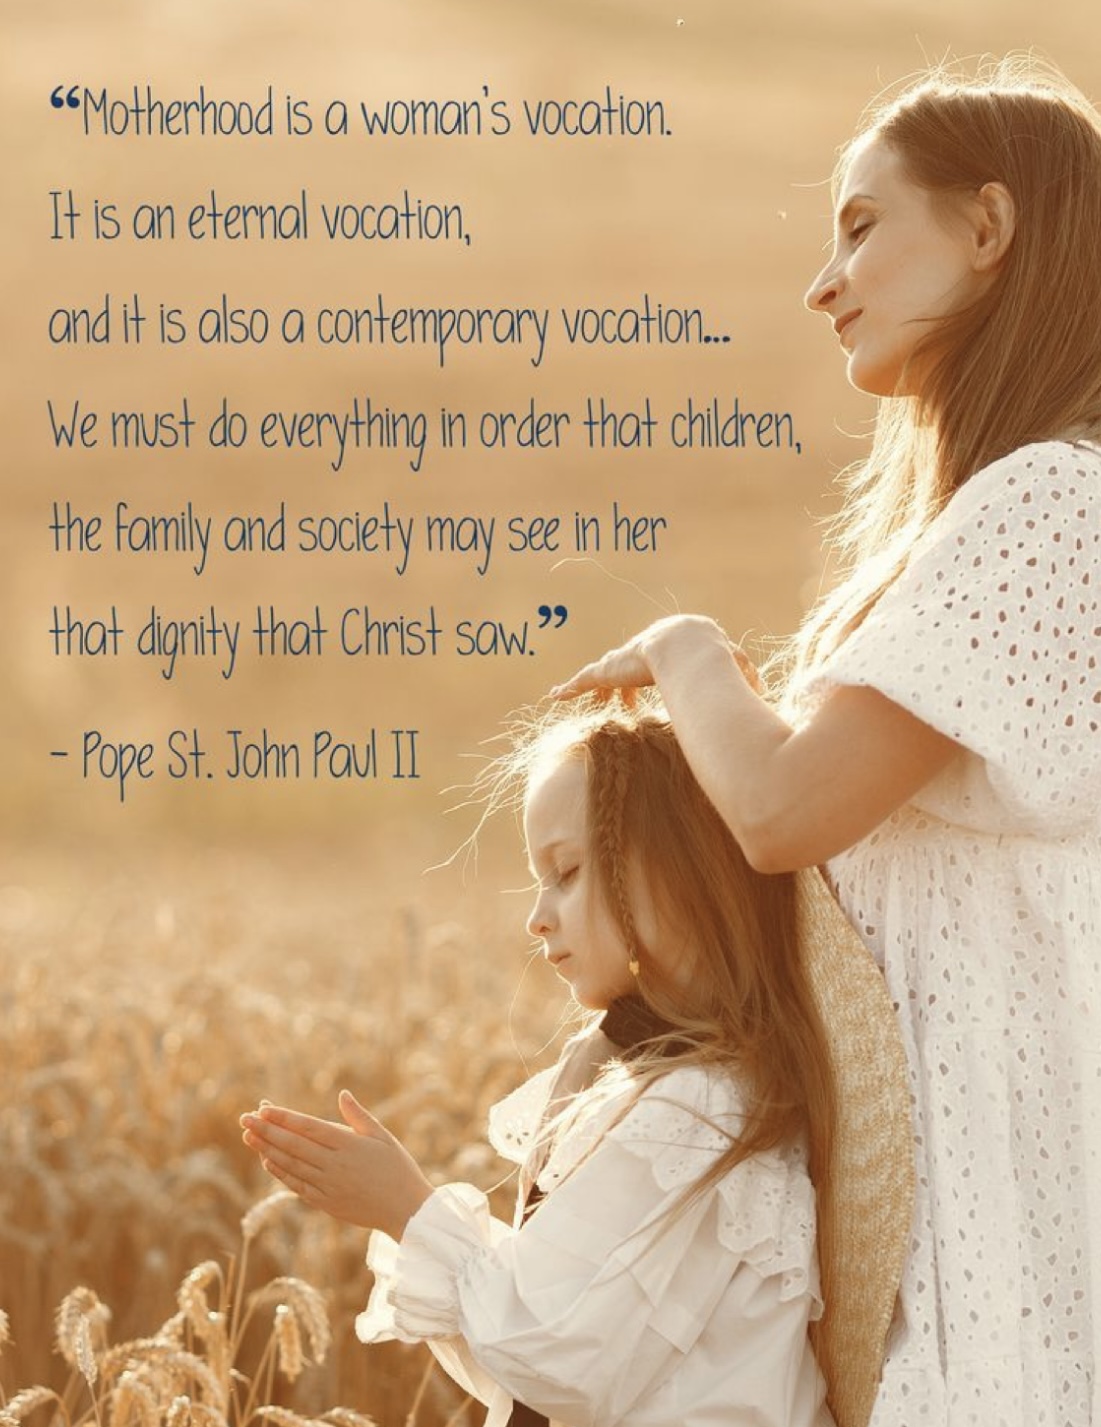 “Motherhood is a woman's vocation.
It is an eternal vocation,
and it is also a contemporary vocation...
We must do everything in order that children,
the family and society may see in her
that dignity that Christ saw.”
- Pope St. John Paul II